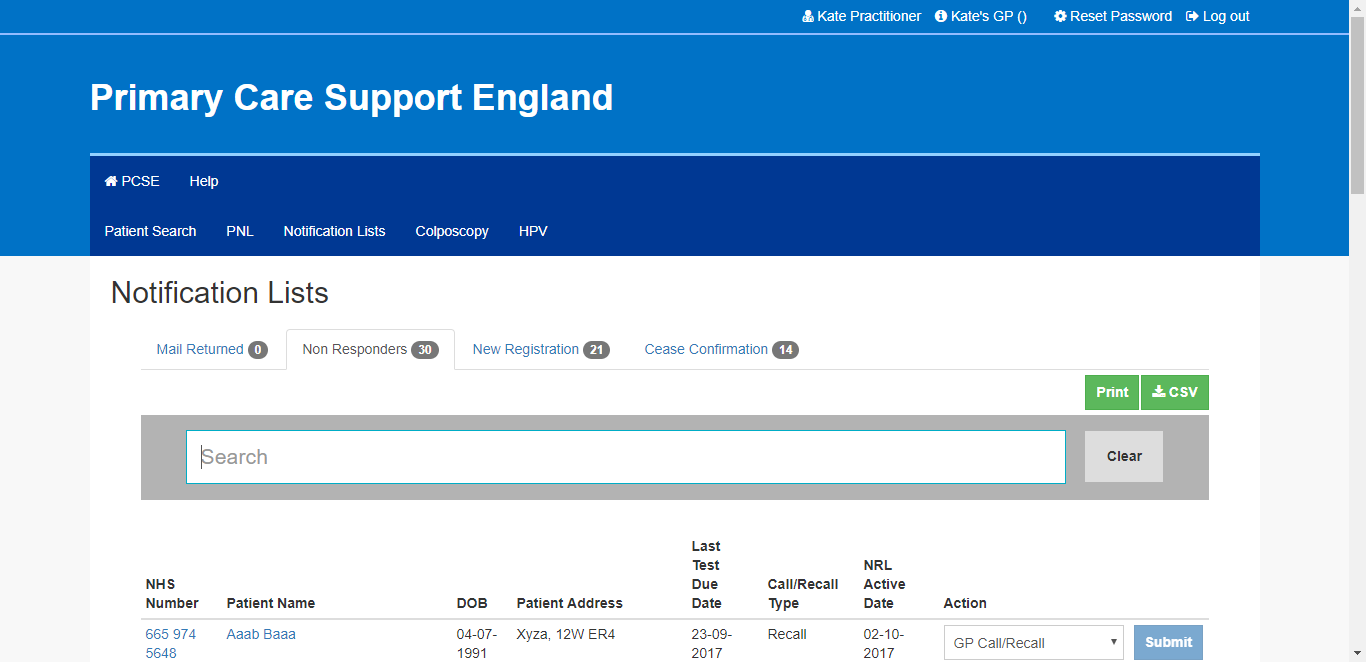 Kate Practitioner Kate's GP () Reset Password Log out
Primary Care Support England
PCSE Help
Patient Search PNL Notification Lists Colposcopy HPV
Notification Lists
Mail Returned 0 Non Responders 30 New Registration 21 Cease Confirmation 14
Print CSV
Search Clear
NHS Number Patient Name DOB Patient Address Last Test Due Date Call/Recall Type NRL Active Date Action
665 974 5648 Aaab Baaa 04-07-1991 Xyza, 12W ER4 23-09-2017 Recall 02-10-2017 GP Call/Recall Submit